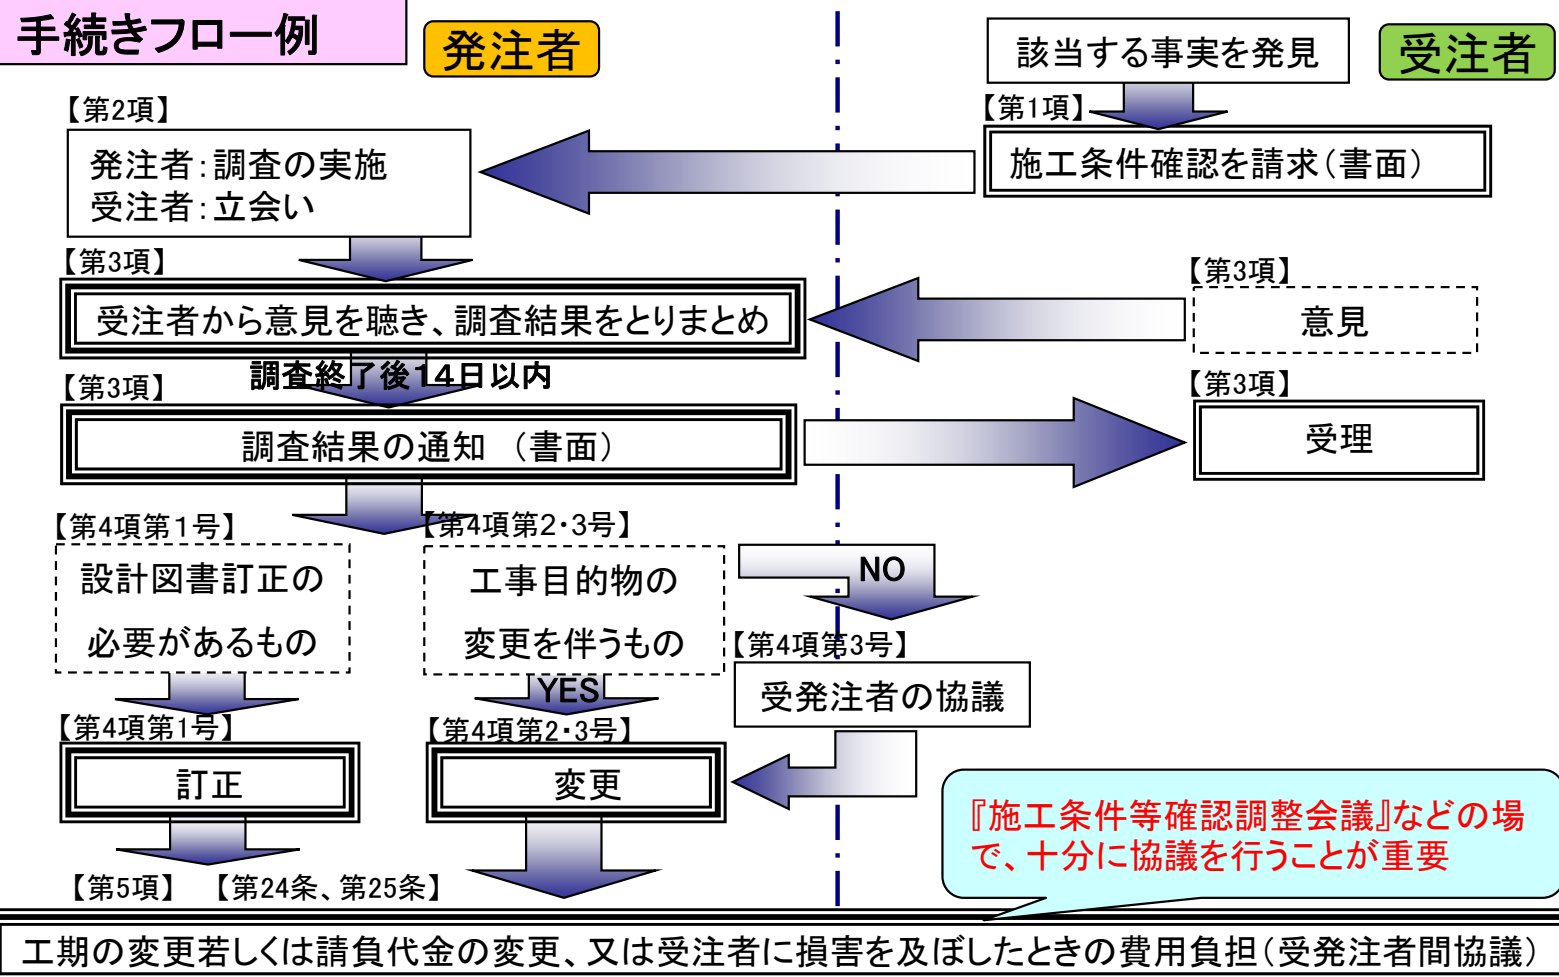 手続きフロー例
発注者
受注者
該当する事実を発見
【第1項】
施工条件確認を請求（書面）
【第2項】
発注者：調査の実施
受注者：立会い
【第3項】
受注者から意見を聴き、調査結果をとりまとめ
【第3項】
意見
調査終了後14日以内
【第3項】
調査結果の通知　（書面）
【第3項】
受理
【第4項第１号】
設計図書訂正の
必要があるもの
【第4項第2・3号】
工事目的物の
変更を伴うもの
NO
YES
【第4項第3号】
受発注者の協議
【第4項第1号】
訂正
【第4項第2・3号】
変更
『施工条件等確認調整会議』などの場
で、十分に協議を行うことが重要
【第5項】　【第24条、第25条】
工期の変更若しくは請負代金の変更、又は受注者に損害を及ぼしたときの費用負担（受発注者間協議）